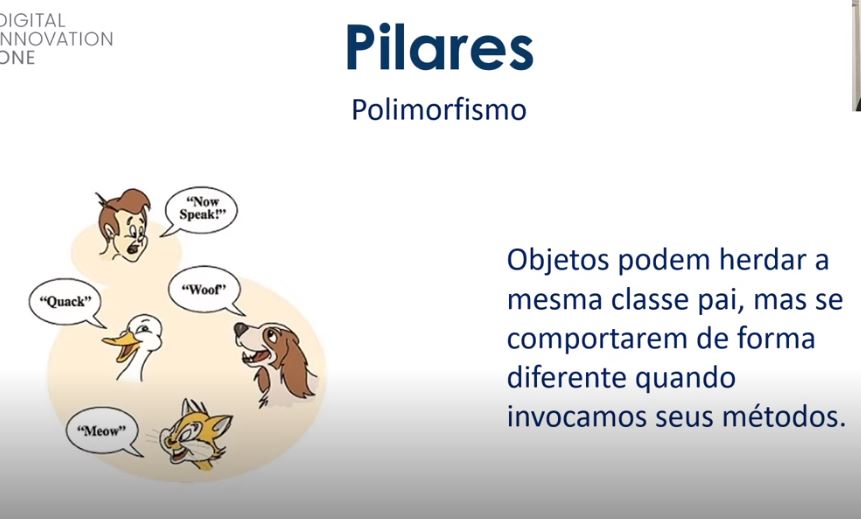 DIGITAL
INNOVATION
ONE
Pilares
Polimorfismo
“Now
Speak!”
“Quack”
“Woof”
“Meow”
Objetos podem herdar a
mesma classe pai, mas se
comportarem de forma
diferente quando
invocamos seus métodos.